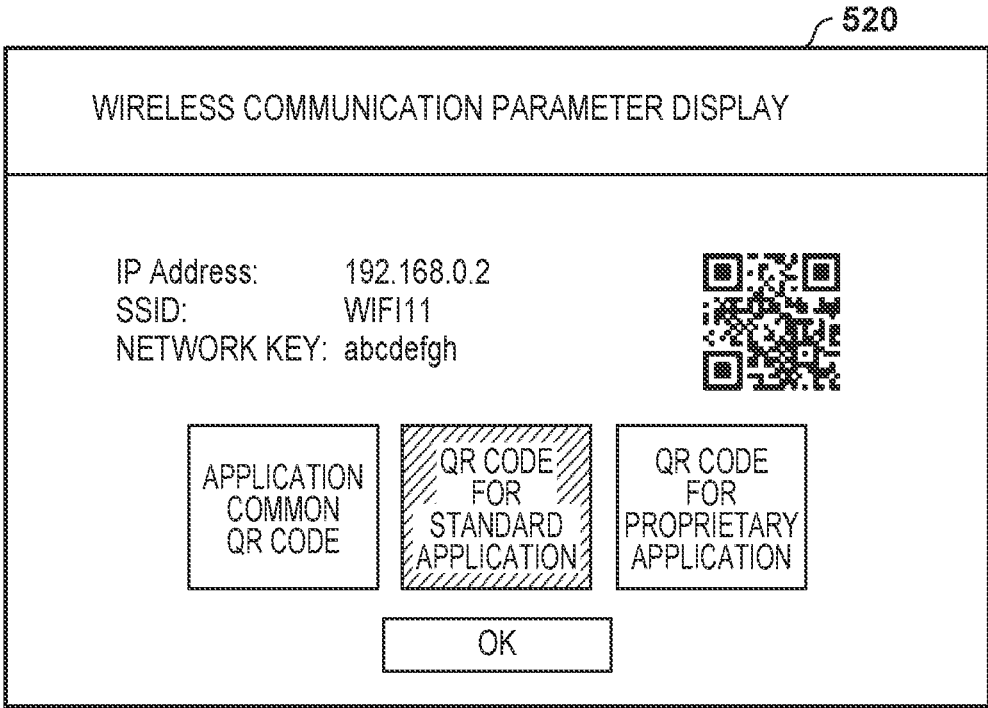 520
WIRELESS COMMUNICATION PARAMETER DISPLAY
IP Address: 192.168.0.2
SSID: WIFI11
NETWORK KEY: abcdefgh
APPLICATION
COMMON
QR CODE
QR CODE
FOR
STANDARD
APPLICATION
QR CODE
FOR
PROPRIETARY
APPLICATION
OK